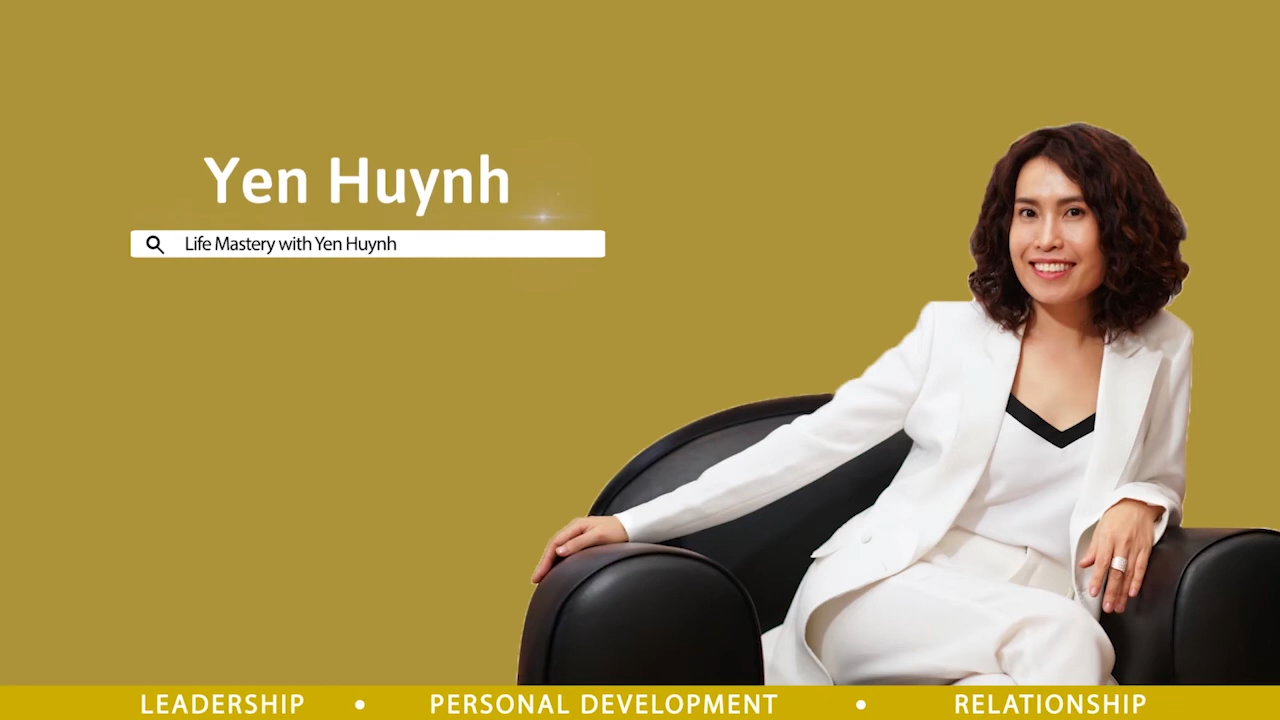 Yen Huynh
Life Mastery with Yen Huynh
LEADERSHIP • PERSONAL DEVELOPMENT • RELATIONSHIP